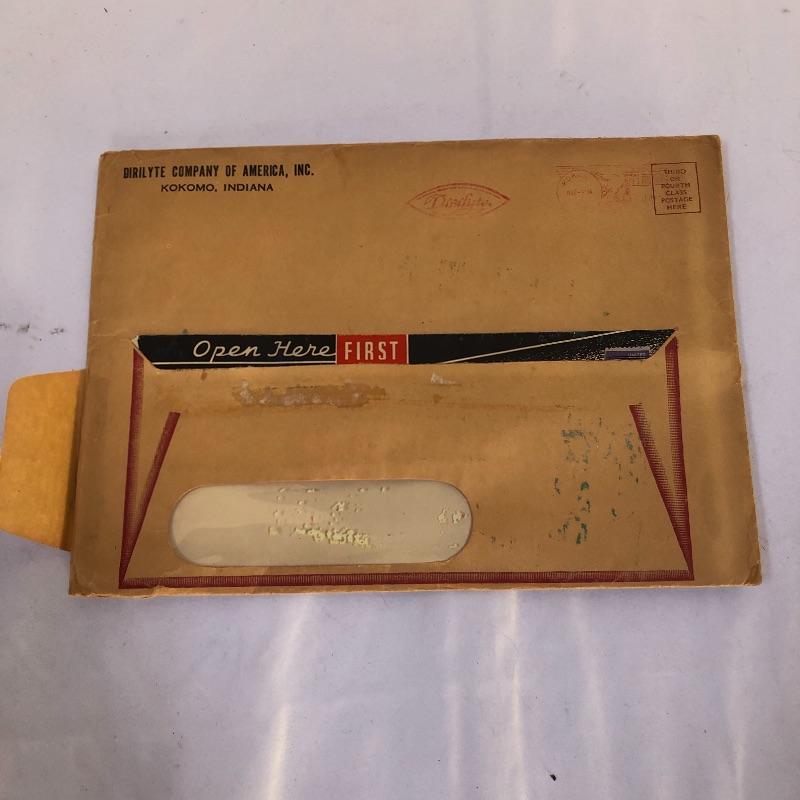 DIRILYTE COMPANY OF AMERICA, INC.
KOKOMO, INDIANA
Dirilyte
THIRD
OR
FOURTH
CLASS
POSTAGE
HERE
Open Here FIRST